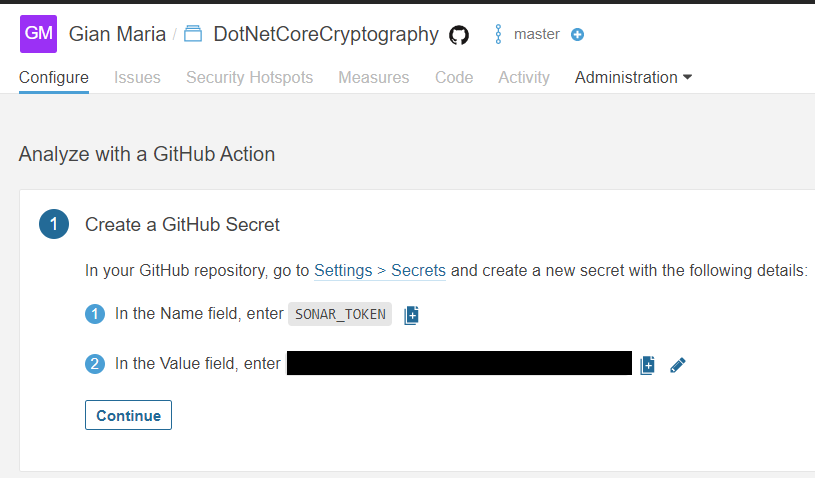 GM Gian Maria / DotNetCoreCryptography master
Configure Issues Security Hotspots Measures Code Activity Administration
Analyze with a GitHub Action
1 Create a GitHub Secret
In your GitHub repository, go to Settings > Secrets and create a new secret with the following details:
1 In the Name field, enter SONAR_TOKEN
2 In the Value field, enter
Continue